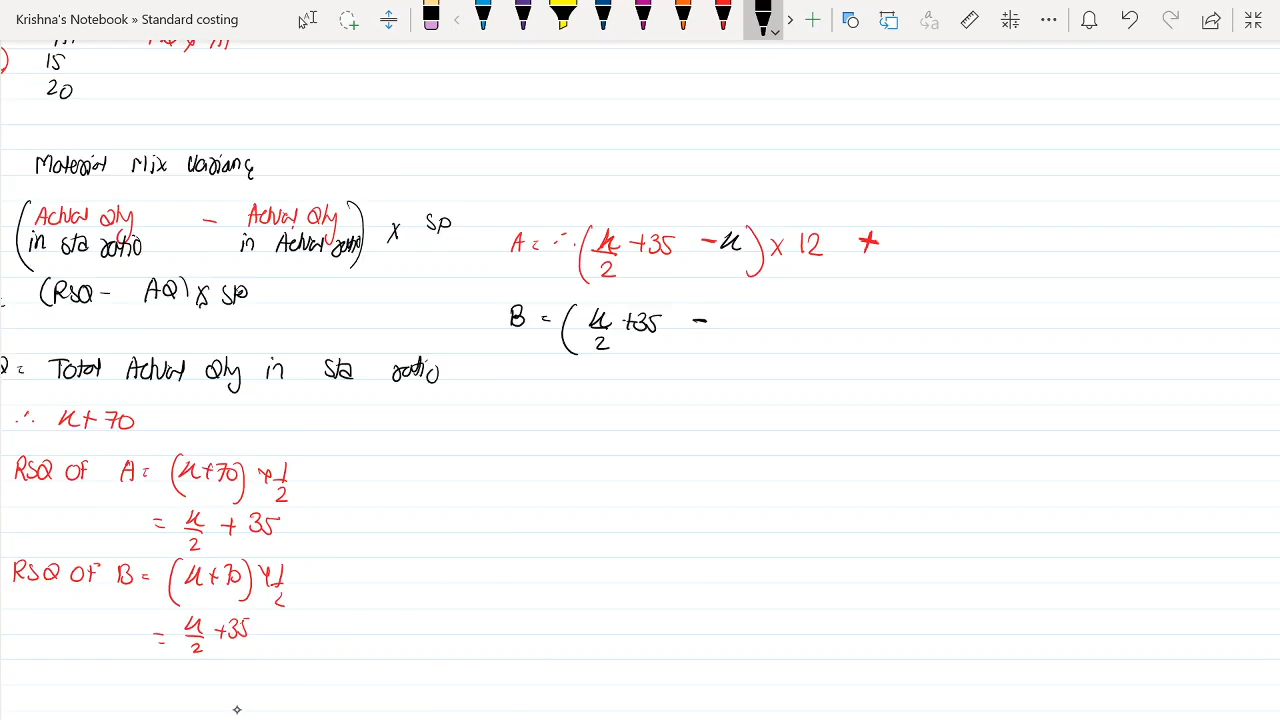 Krishna's Notebook » Standard costing
15
20
Material Mix Variance
(Actual Qty in std ratio - Actual Qty in Actual ratio) × SP
= (RSQ - AQ) × SP
Q = Total Actual Qty in std ratio
∴ x + 70
RSQ of A = (x+70) × 1/2
= x/2 + 35
RSQ of B = (x+70) × 1/2
= x/2 + 35
A = ∴ (x/2 + 35 - x) × 12 +
B = (x/2 + 35 -